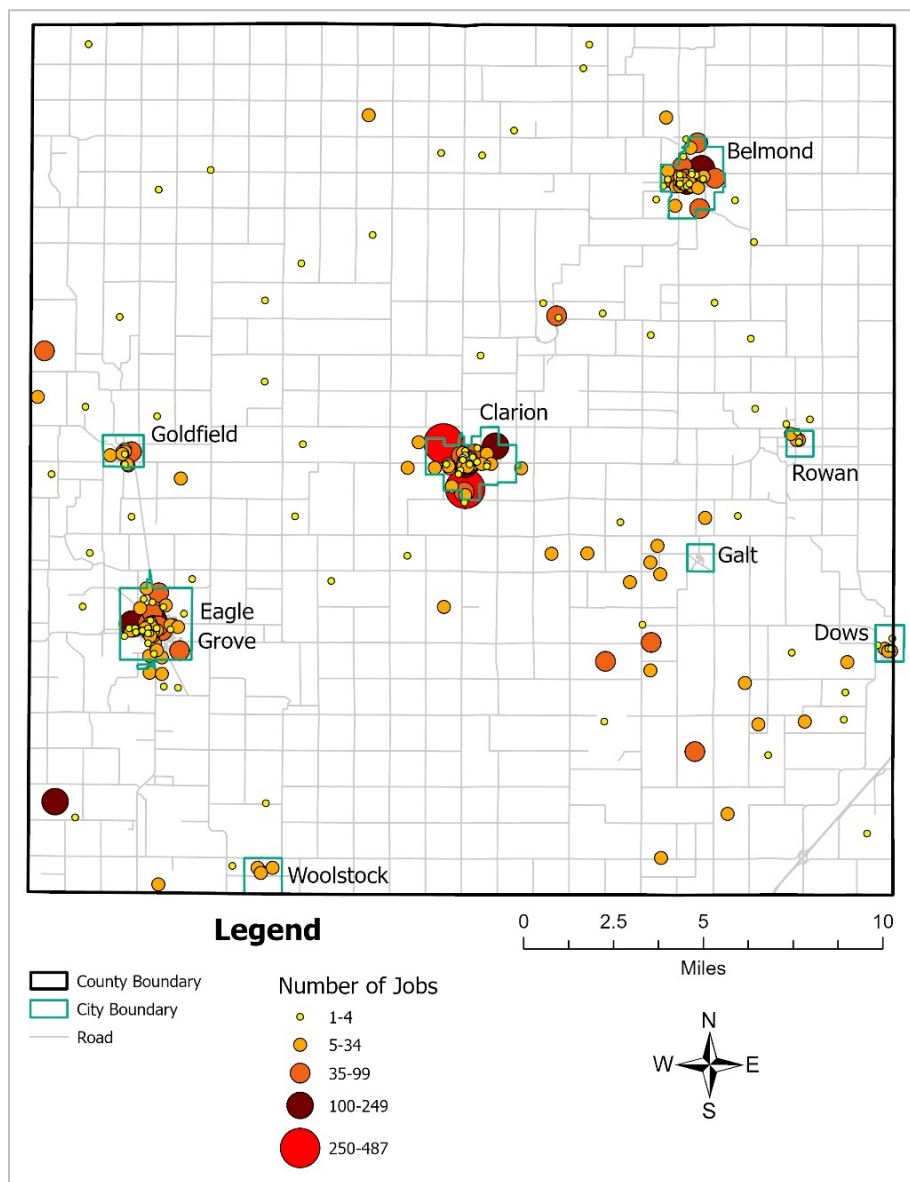 Belmond
Clarion
Goldfield
Rowan
Galt
Eagle
Grove
Dows
Woolstock
Legend
County Boundary
City Boundary
Road
Number of Jobs
1-4
5-34
35-99
100-249
250-487
0 2.5 5 10
Miles
N
W E
S